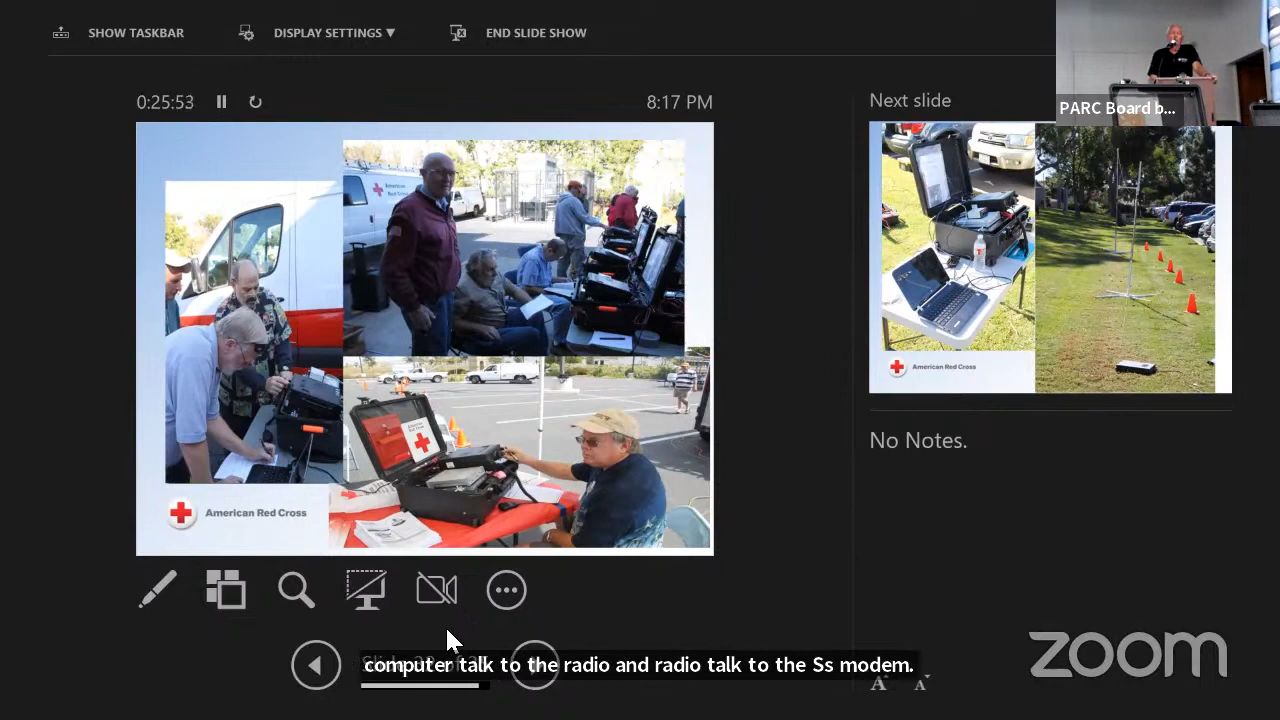 SHOW TASKBAR
DISPLAY SETTINGS ▼
END SLIDE SHOW
PARC Board b...
0:25:53
8:17 PM
Next slide
American Red Cross
American Red Cross
No Notes.
computer talk to the radio and radio talk to the Ss modem.
zoom